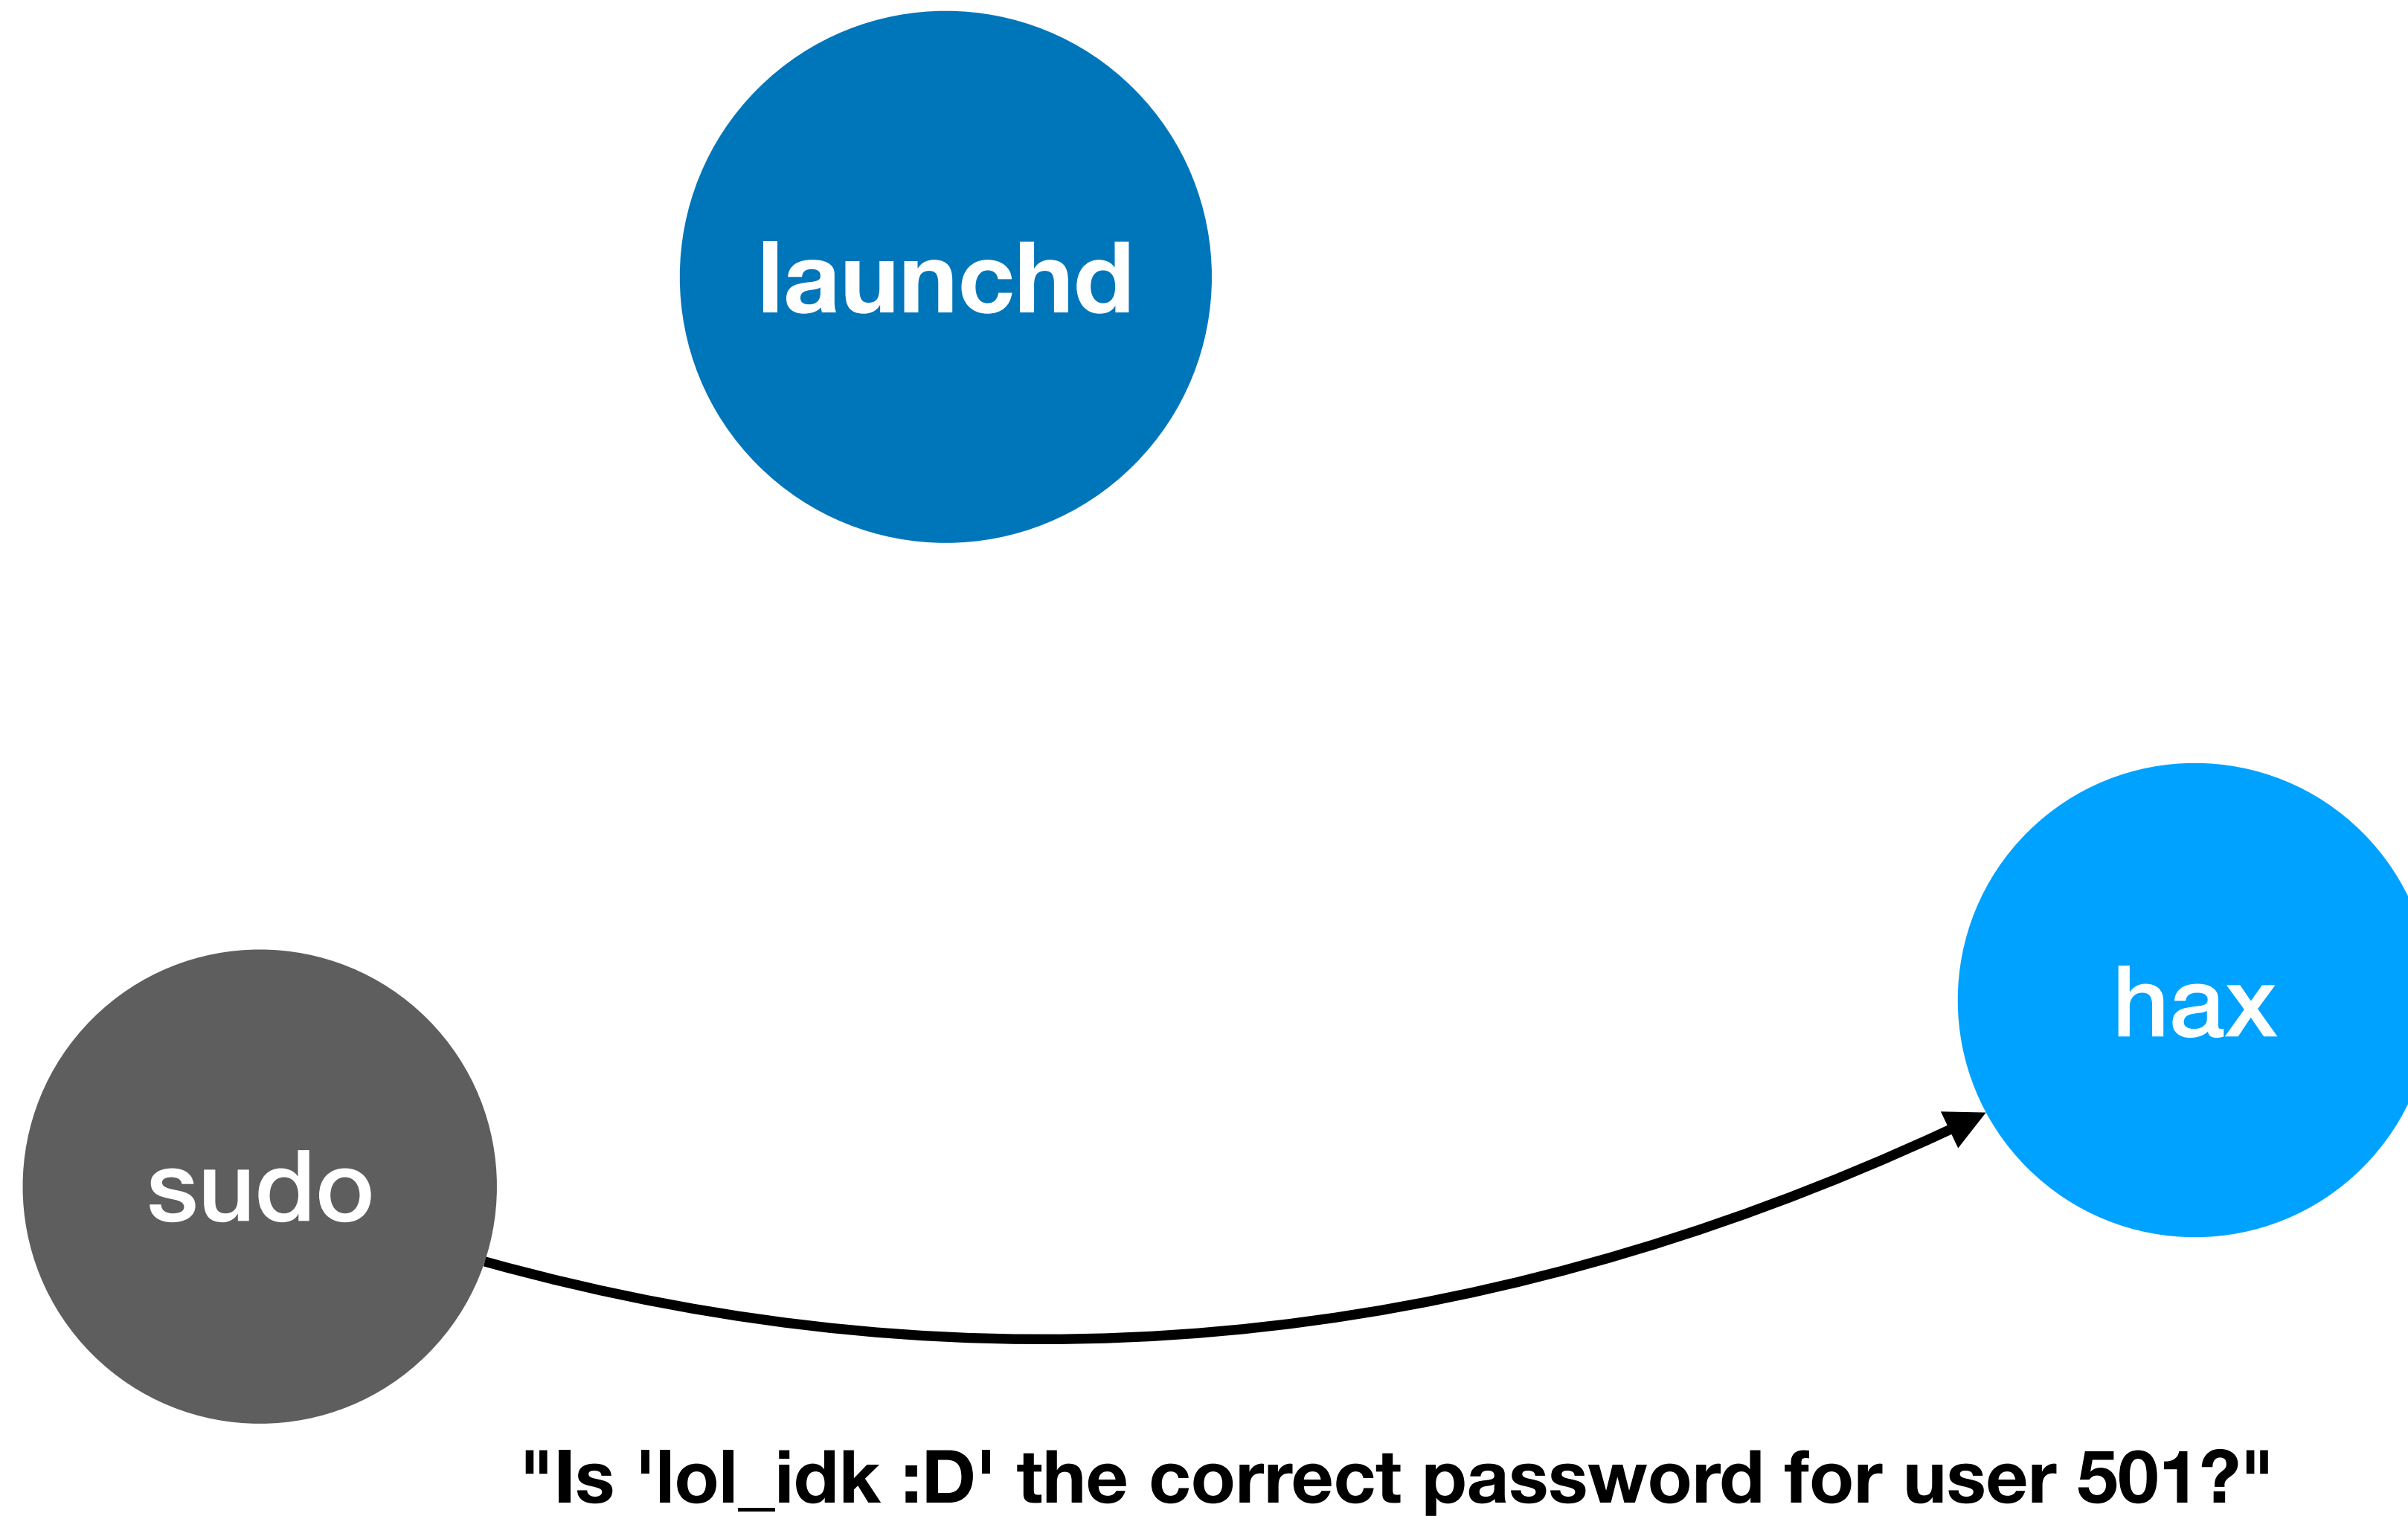 launchd
hax
sudo
"Is 'lol_idk :D' the correct password for user 501?"